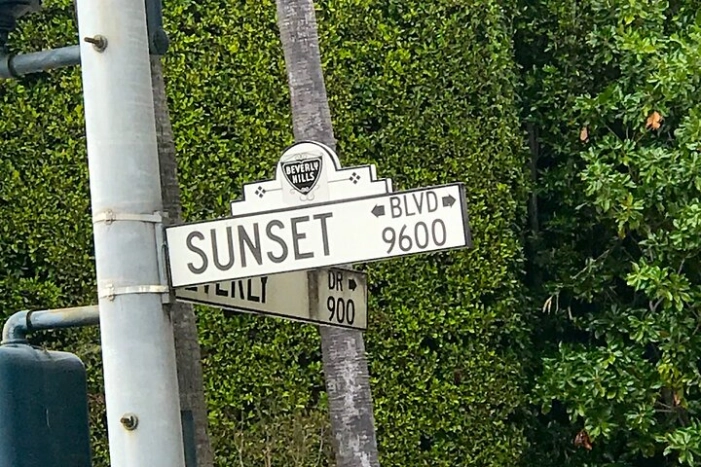 BEVERLY
HILLS
SUNSET BLVD
9600
DR
900